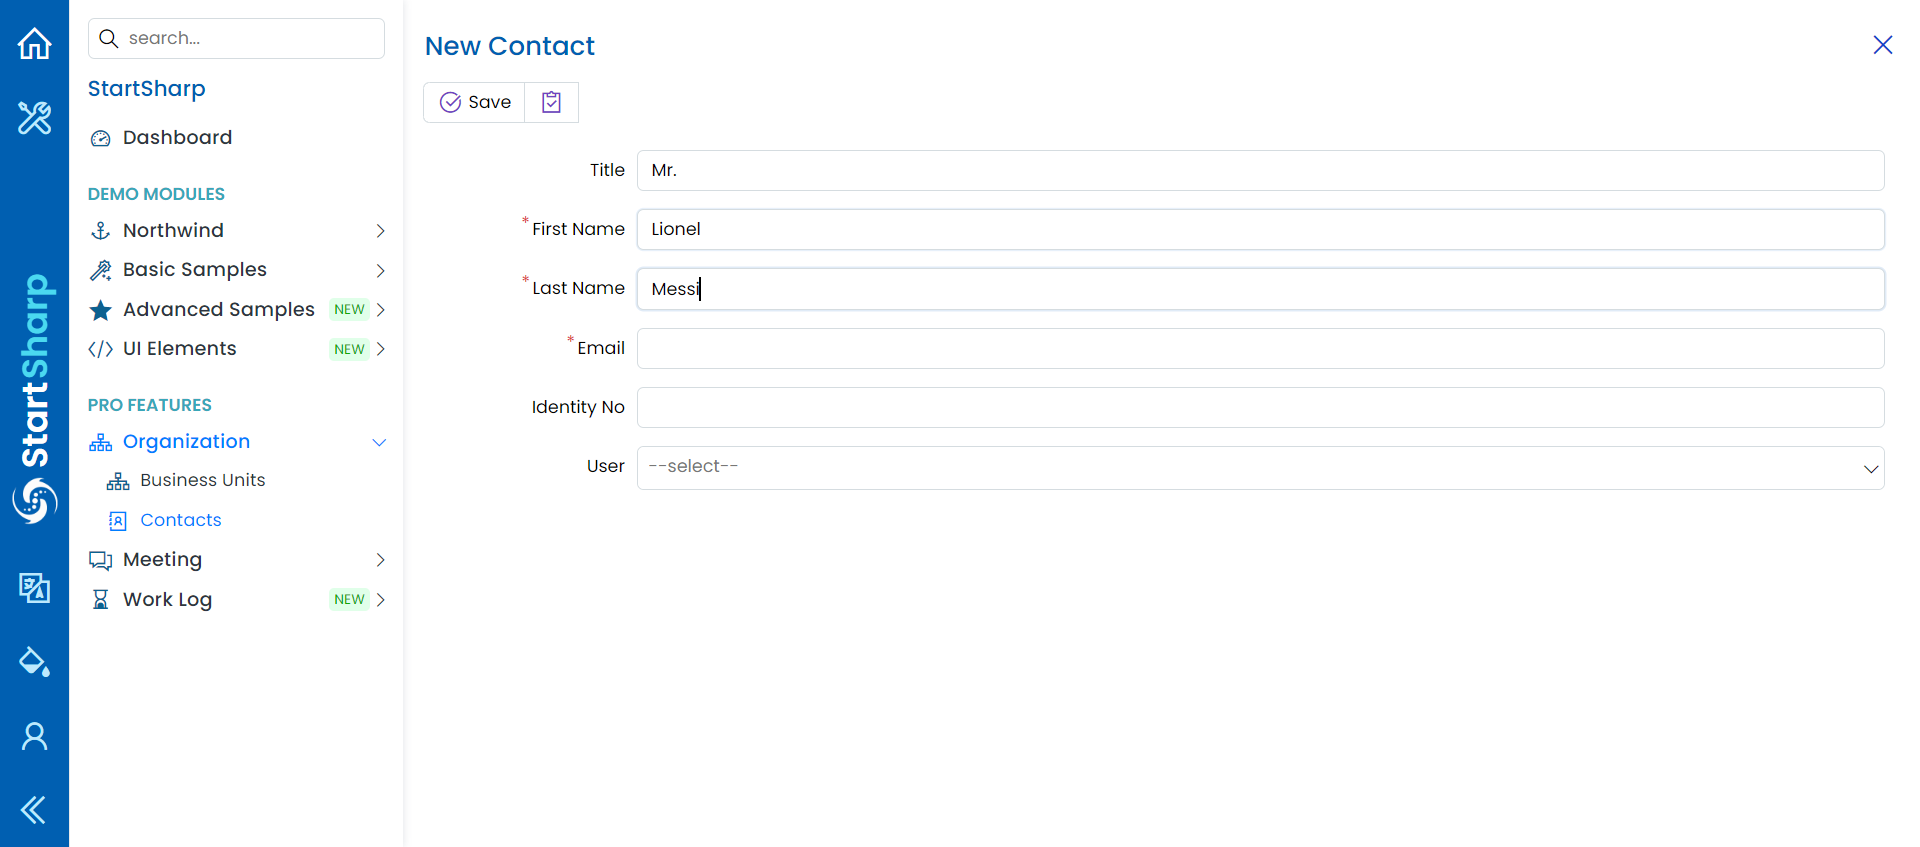 search...
StartSharp
Dashboard
DEMO MODULES
Northwind
Basic Samples
Advanced Samples NEW
UI Elements NEW
PRO FEATURES
Organization
Business Units
Contacts
Meeting
Work Log NEW
StartSharp
New Contact
Save
Title Mr.
*First Name Lionel
*Last Name Messi
*Email
Identity No
User --select--